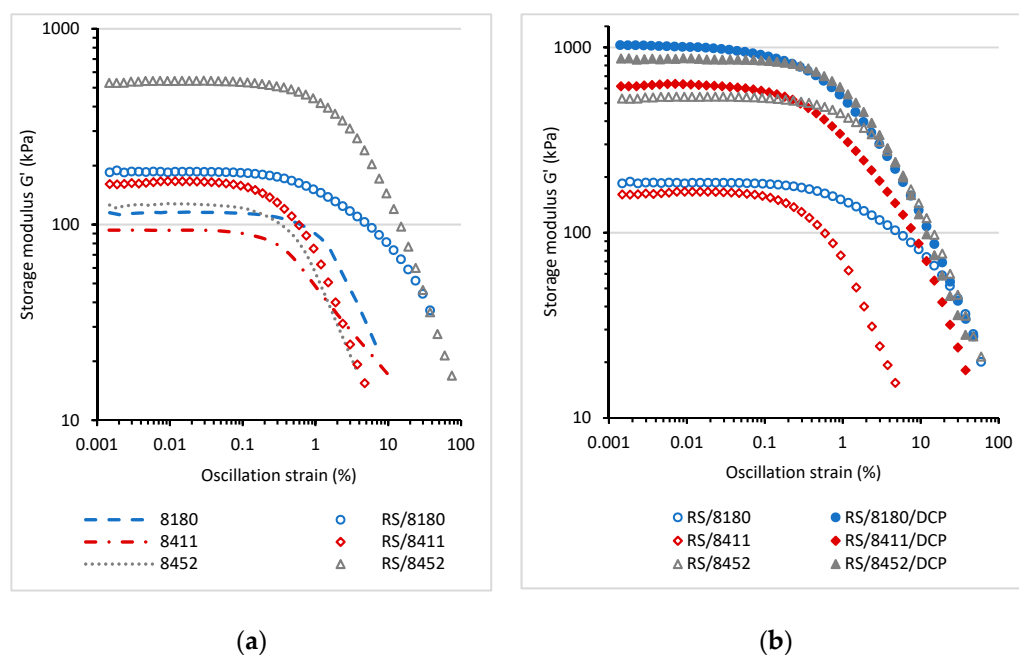 1000
100
10
Storage modulus G' (kPa)
0.001 0.01 0.1 1 10 100
Oscillation strain (%)
8180 RS/8180
8411 RS/8411
8452 RS/8452
(a)
1000
100
10
Storage modulus G' (kPa)
0.001 0.01 0.1 1 10 100
Oscillation strain (%)
RS/8180 RS/8180/DCP
RS/8411 RS/8411/DCP
RS/8452 RS/8452/DCP
(b)